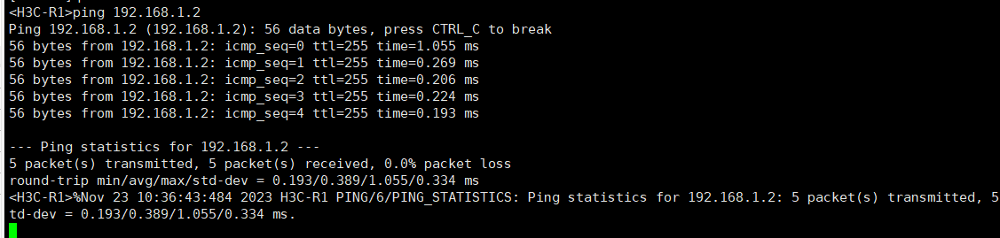 <H3C-R1>ping 192.168.1.2
Ping 192.168.1.2 (192.168.1.2): 56 data bytes, press CTRL_C to break
56 bytes from 192.168.1.2: icmp_seq=0 ttl=255 time=1.055 ms
56 bytes from 192.168.1.2: icmp_seq=1 ttl=255 time=0.269 ms
56 bytes from 192.168.1.2: icmp_seq=2 ttl=255 time=0.206 ms
56 bytes from 192.168.1.2: icmp_seq=3 ttl=255 time=0.224 ms
56 bytes from 192.168.1.2: icmp_seq=4 ttl=255 time=0.193 ms
--- Ping statistics for 192.168.1.2 ---
5 packet(s) transmitted, 5 packet(s) received, 0.0% packet loss
round-trip min/avg/max/std-dev = 0.193/0.389/1.055/0.334 ms
<H3C-R1>%Nov 23 10:36:43:484 2023 H3C-R1 PING/6/PING_STATISTICS: Ping statistics for 192.168.1.2: 5 packet(s) transmitted, 5
td-dev = 0.193/0.389/1.055/0.334 ms.